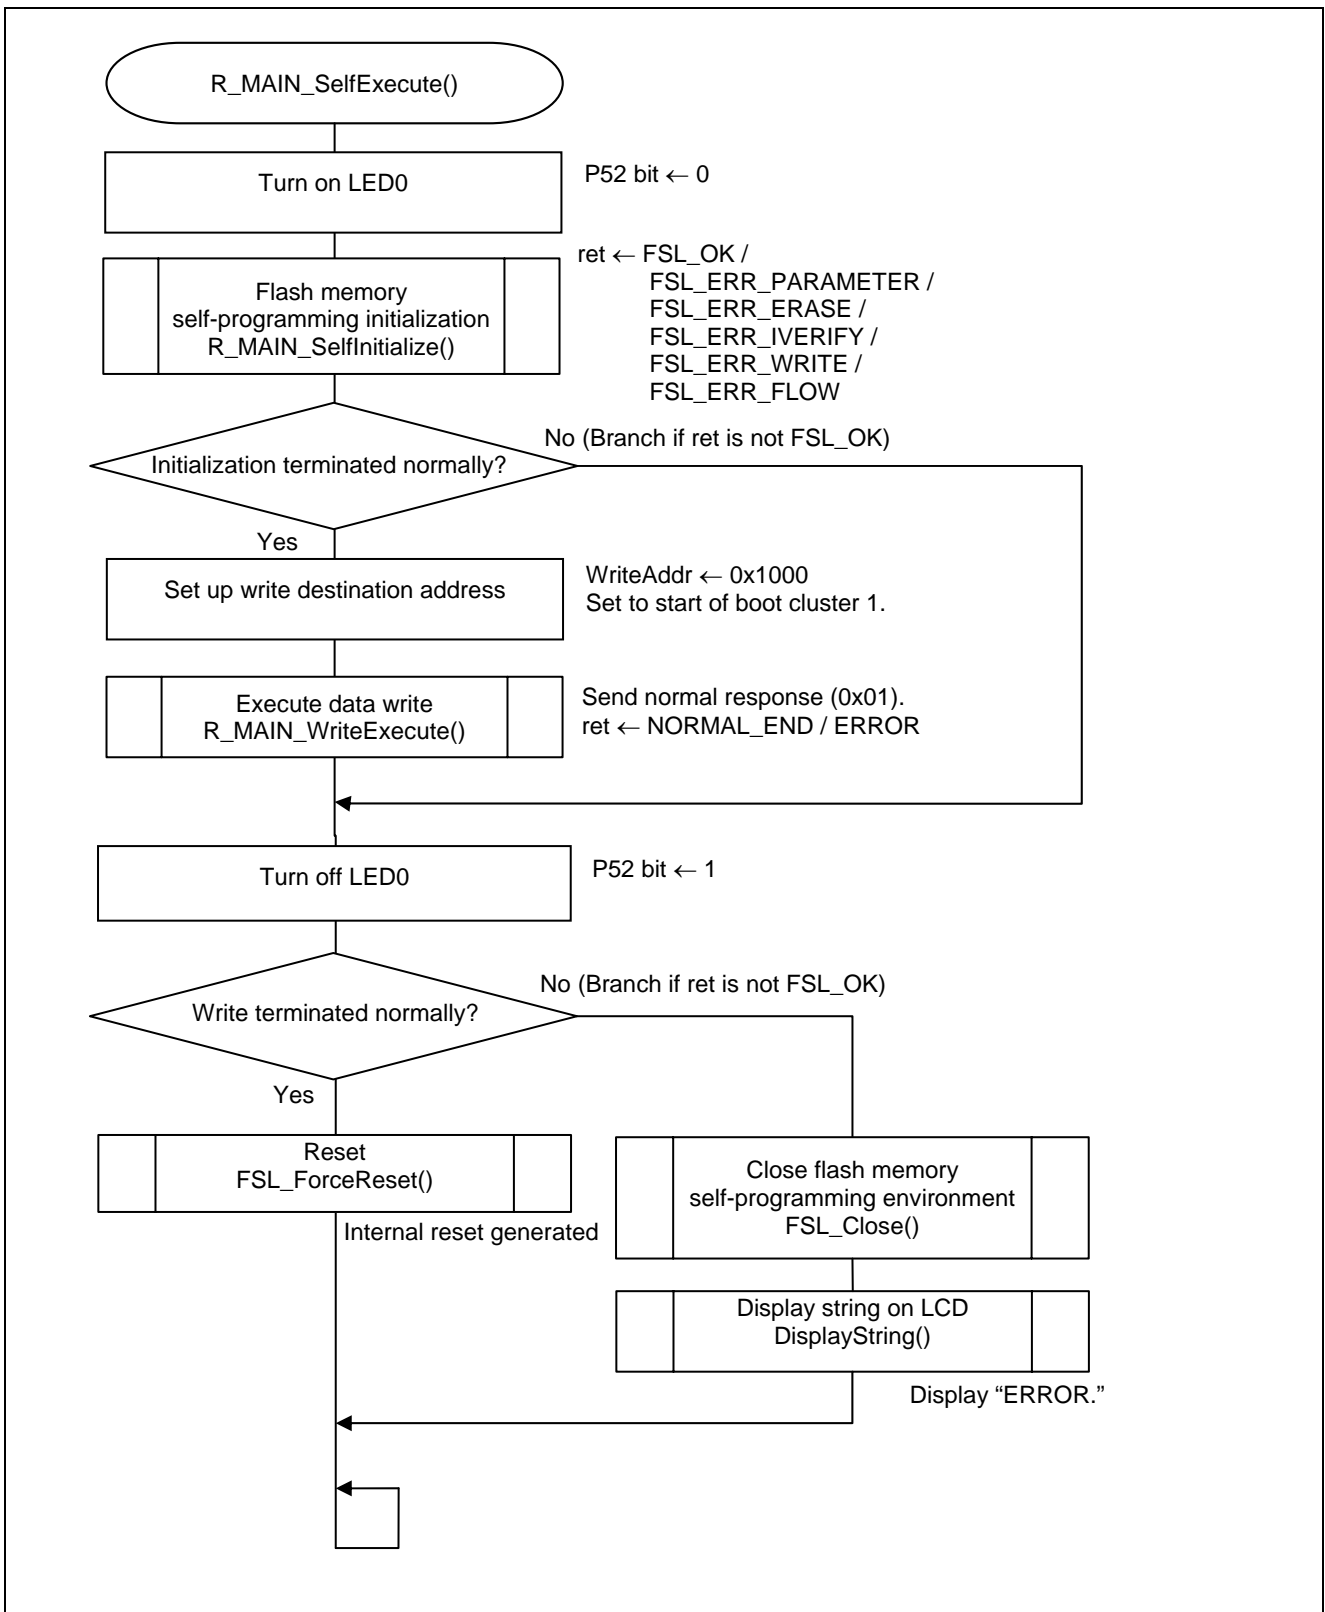 R_MAIN_SelfExecute()
Turn on LED0
P52 bit ← 0
Flash memory
self-programming initialization
R_MAIN_SelfInitialize()
ret ← FSL_OK /
FSL_ERR_PARAMETER /
FSL_ERR_ERASE /
FSL_ERR_IVERIFY /
FSL_ERR_WRITE /
FSL_ERR_FLOW
Initialization terminated normally?
No (Branch if ret is not FSL_OK)
Yes
Set up write destination address
WriteAddr ← 0x1000
Set to start of boot cluster 1.
Execute data write
R_MAIN_WriteExecute()
Send normal response (0x01).
ret ← NORMAL_END / ERROR
Turn off LED0
P52 bit ← 1
Write terminated normally?
No (Branch if ret is not FSL_OK)
Yes
Reset
FSL_ForceReset()
Internal reset generated
Close flash memory
self-programming environment
FSL_Close()
Display string on LCD
DisplayString()
Display “ERROR.”